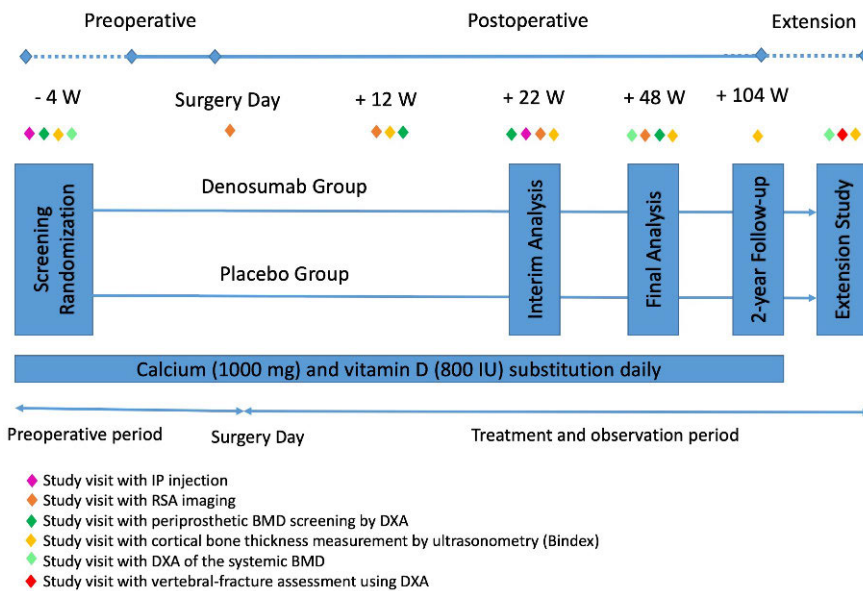 Preoperative
Postoperative
Extension
- 4 W
Surgery Day
+ 12 W
+ 22 W
+ 48 W
+ 104 W
Screening
Randomization
Denosumab Group
Placebo Group
Interim Analysis
Final Analysis
2-year Follow-up
Extension Study
Calcium (1000 mg) and vitamin D (800 IU) substitution daily
Preoperative period
Surgery Day
Treatment and observation period
Study visit with IP injection
Study visit with RSA imaging
Study visit with periprosthetic BMD screening by DXA
Study visit with cortical bone thickness measurement by ultrasonometry (Bindex)
Study visit with DXA of the systemic BMD
Study visit with vertebral-fracture assessment using DXA